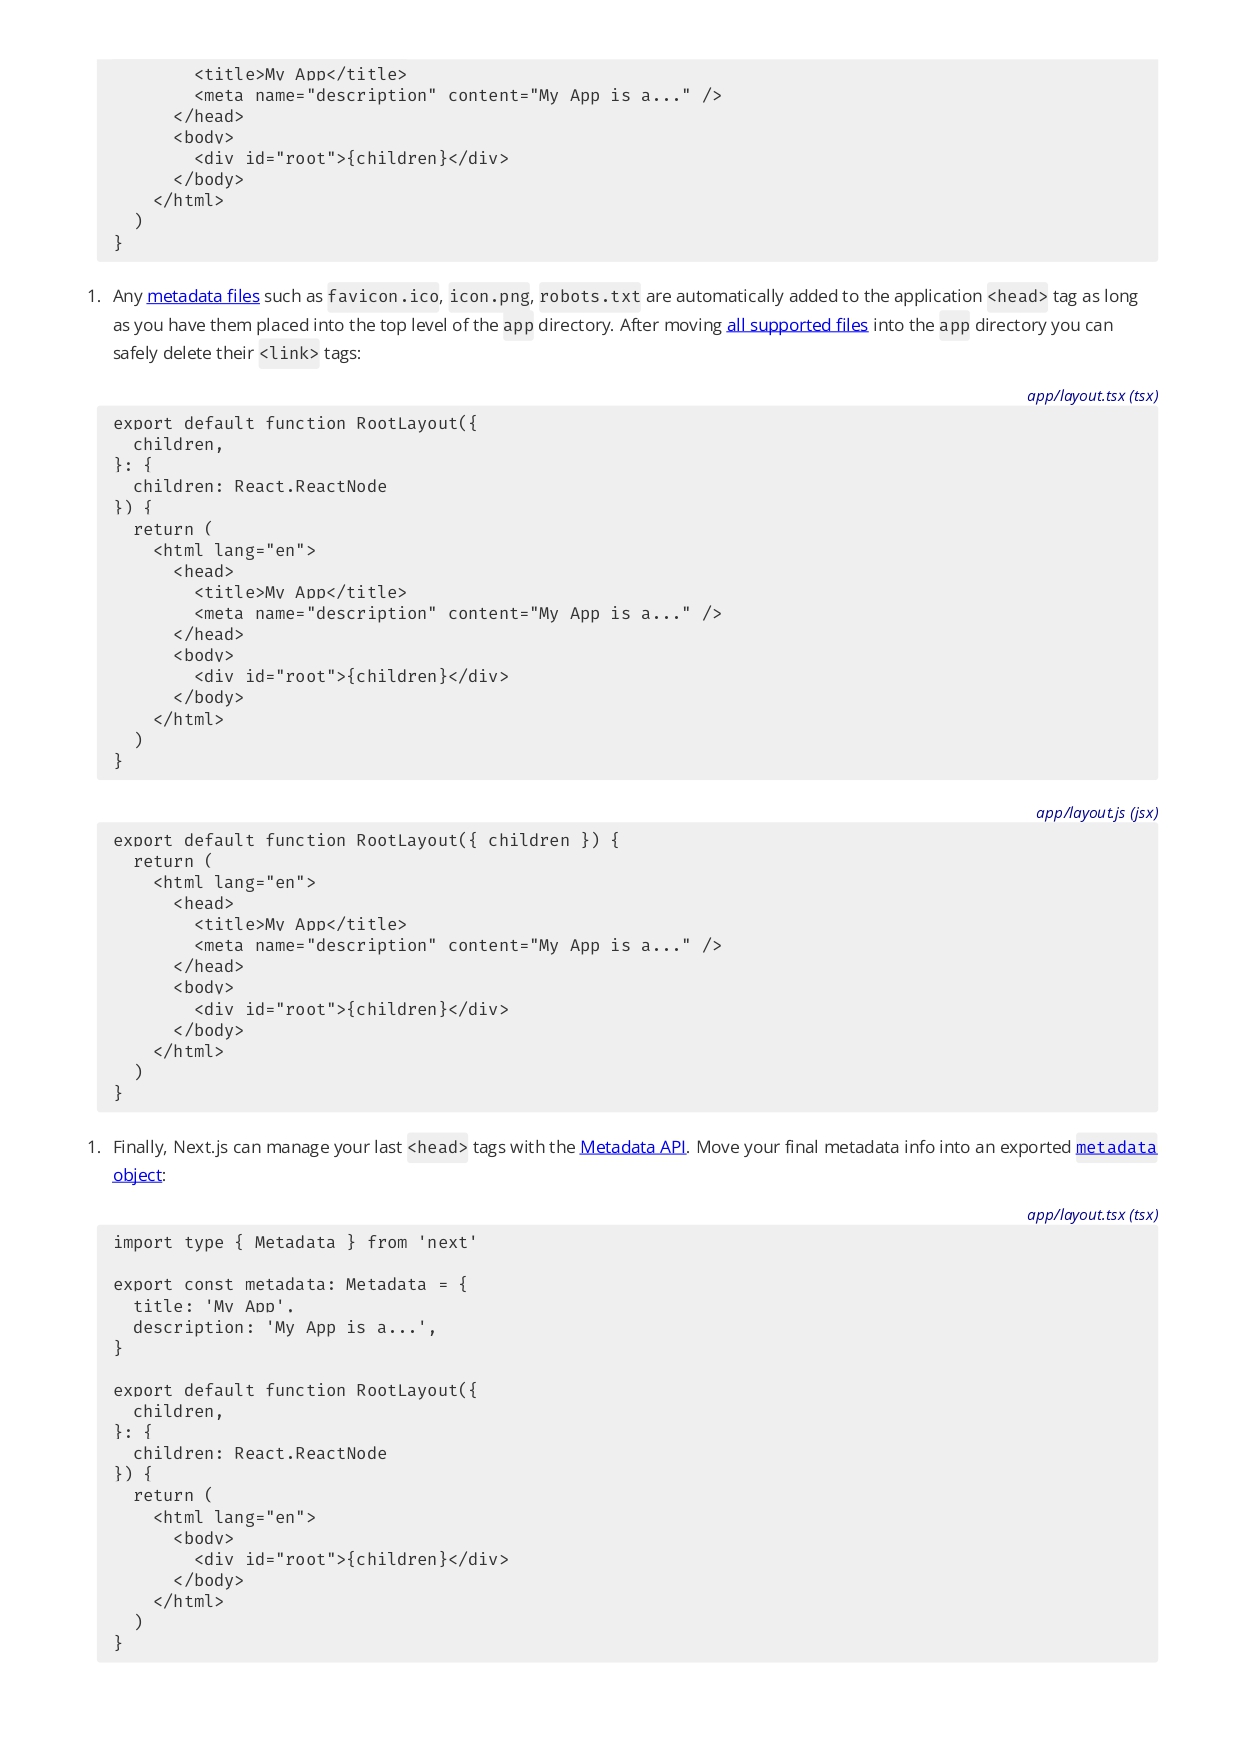 <title>My App</title>
        <meta name="description" content="My App is a..." />
      </head>
      <body>
        <div id="root">{children}</div>
      </body>
    </html>
  )
}
1. Any metadata files such as favicon.ico, icon.png, robots.txt are automatically added to the application <head> tag as long
as you have them placed into the top level of the app directory. After moving all supported files into the app directory you can
safely delete their <link> tags:
app/layout.tsx (tsx)
export default function RootLayout({
  children,
}: {
  children: React.ReactNode
}) {
  return (
    <html lang="en">
      <head>
        <title>My App</title>
        <meta name="description" content="My App is a..." />
      </head>
      <body>
        <div id="root">{children}</div>
      </body>
    </html>
  )
}
app/layout.js (jsx)
export default function RootLayout({ children }) {
  return (
    <html lang="en">
      <head>
        <title>My App</title>
        <meta name="description" content="My App is a..." />
      </head>
      <body>
        <div id="root">{children}</div>
      </body>
    </html>
  )
}
1. Finally, Next.js can manage your last <head> tags with the Metadata API. Move your final metadata info into an exported metadata
object:
app/layout.tsx (tsx)
import type { Metadata } from 'next'

export const metadata: Metadata = {
  title: 'My App',
  description: 'My App is a...',
}

export default function RootLayout({
  children,
}: {
  children: React.ReactNode
}) {
  return (
    <html lang="en">
      <body>
        <div id="root">{children}</div>
      </body>
    </html>
  )
}